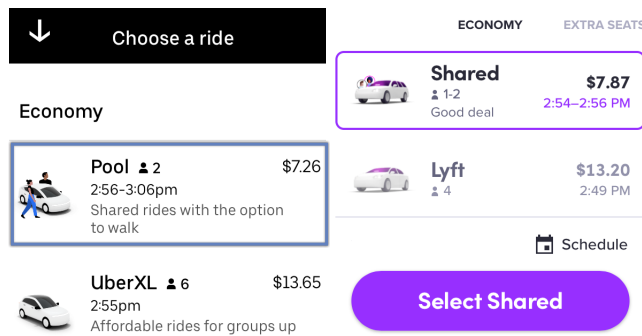 Choose a ride
Economy
Pool 2 $7.26
2:56-3:06pm
Shared rides with the option
to walk
UberXL 6 $13.65
2:55pm
Affordable rides for groups up
ECONOMY EXTRA SEATS
Shared $7.87
1-2 2:54–2:56 PM
Good deal
Lyft $13.20
4 2:49 PM
Schedule
Select Shared